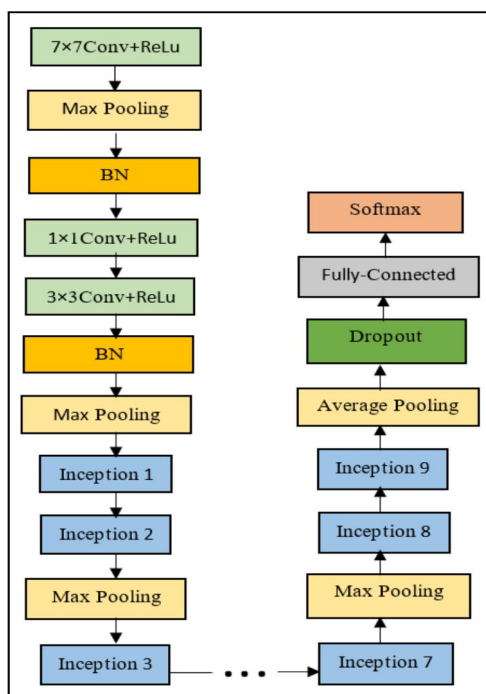 7×7Conv+ReLu
Max Pooling
BN
1×1Conv+ReLu
3×3Conv+ReLu
BN
Max Pooling
Inception 1
Inception 2
Max Pooling
Inception 3
...
Inception 7
Max Pooling
Inception 8
Inception 9
Average Pooling
Dropout
Fully-Connected
Softmax